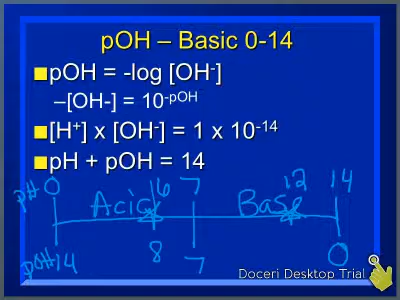 pOH – Basic 0-14
pOH = -log [OH-]
–[OH-] = 10-pOH
[H+] x [OH-] = 1 x 10-14
pH + pOH = 14
pH 0 Acid 6 7 Base 12 14
pOH 14 8 7 0
Doceri Desktop Trial